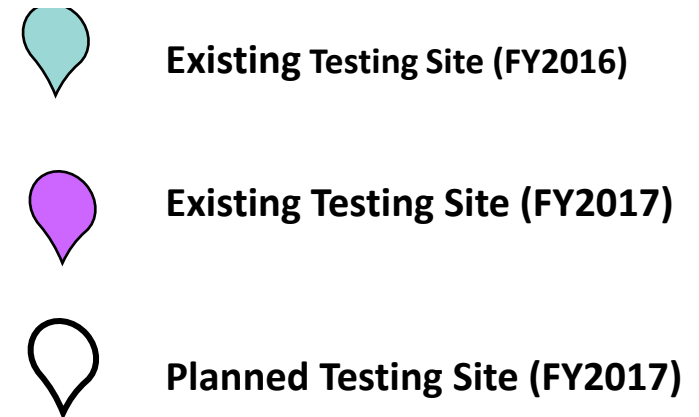 Existing Testing Site (FY2016)
Existing Testing Site (FY2017)
Planned Testing Site (FY2017)